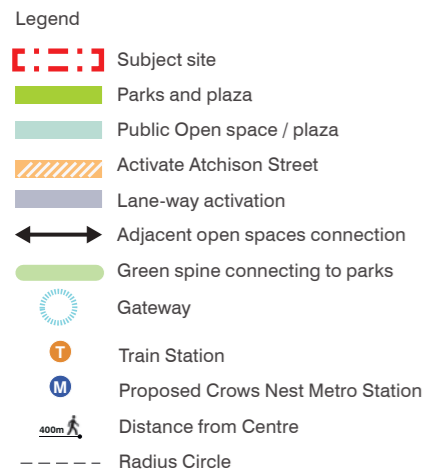 Legend
Subject site
Parks and plaza
Public Open space / plaza
Activate Atchison Street
Lane-way activation
Adjacent open spaces connection
Green spine connecting to parks
Gateway
T Train Station
M Proposed Crows Nest Metro Station
400m Distance from Centre
Radius Circle